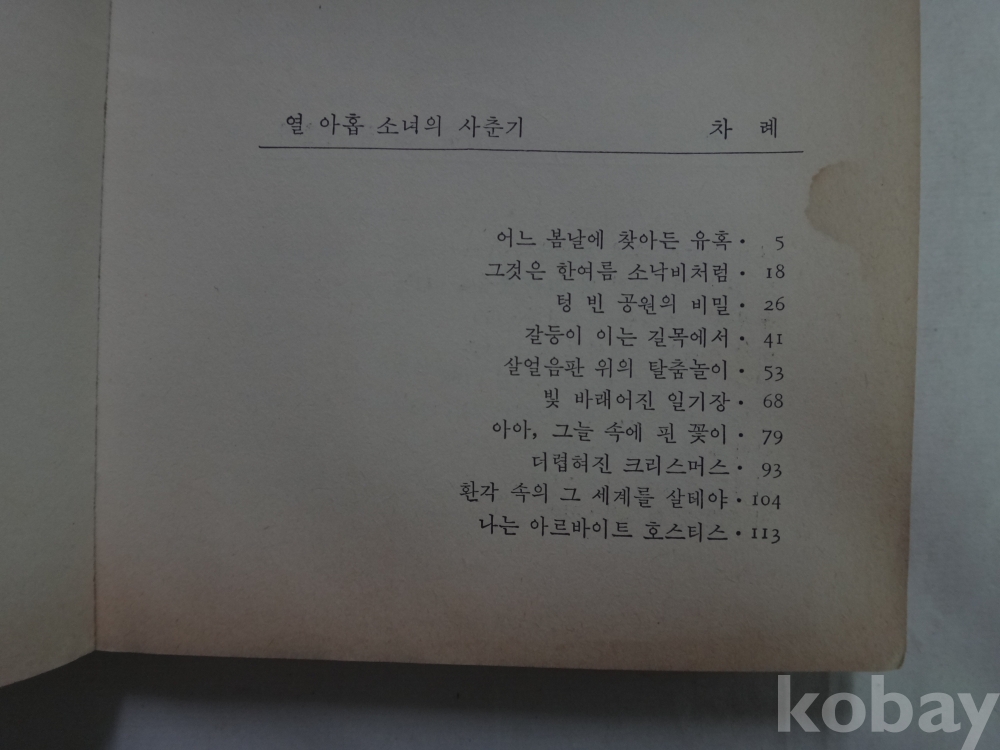 열 아홉 소녀의 사춘기 차 례
어느 봄날에 찾아든 유혹 · 5
그것은 한여름 소낙비처럼 · 18
텅 빈 공원의 비밀 · 26
갈등이 이는 길목에서 · 41
살얼음판 위의 탈춤놀이 · 53
빛 바래어진 일기장 · 68
아아, 그늘 속에 핀 꽃이 · 79
더렵혀진 크리스머스 · 93
환각 속의 그 세계를 살테야 · 104
나는 아르바이트 호스티스 · 113
kobay